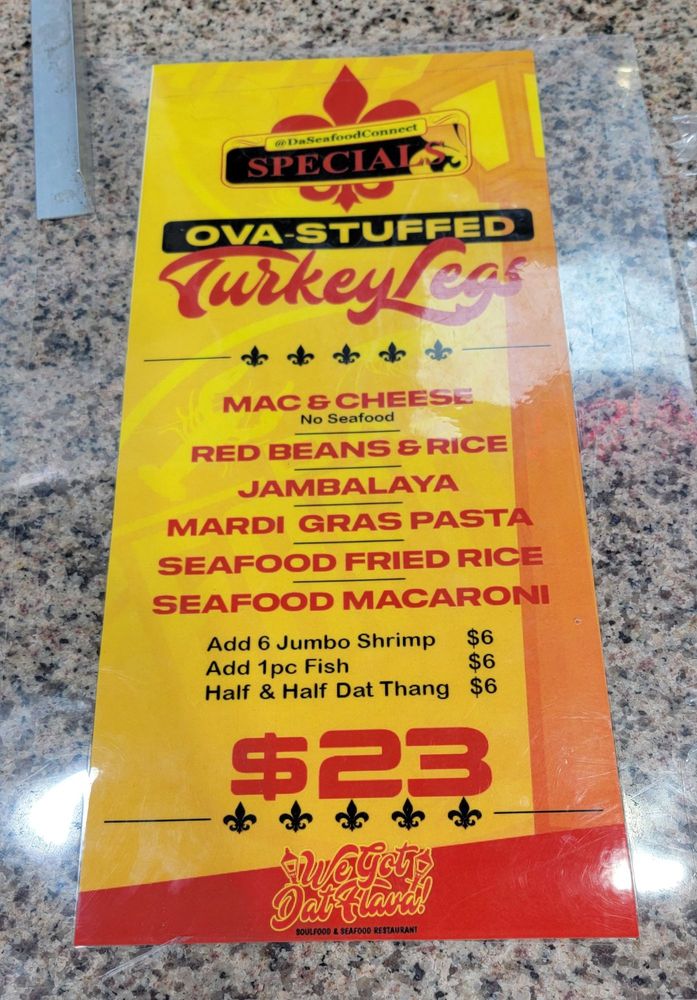 @DaSeafoodConnect
SPECIALS
OVA-STUFFED
Turkey Legs
MAC & CHEESE
No Seafood
RED BEANS & RICE
JAMBALAYA
MARDI GRAS PASTA
SEAFOOD FRIED RICE
SEAFOOD MACARONI
Add 6 Jumbo Shrimp $6
Add 1pc Fish $6
Half & Half Dat Thang $6
$23
We Got
Dat Flava!
SOULFOOD & SEAFOOD RESTAURANT